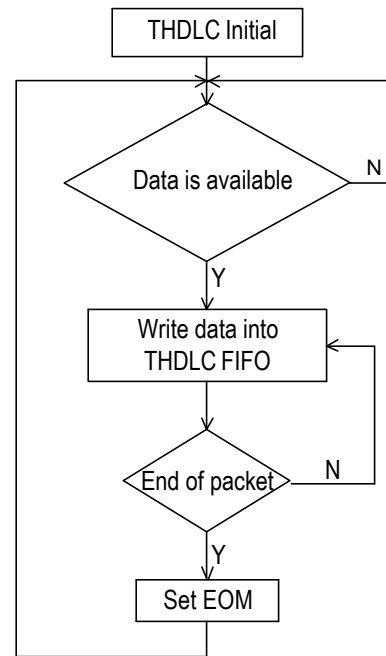 THDLC Initial
Data is available
N
Y
Write data into
THDLC FIFO
End of packet
N
Y
Set EOM